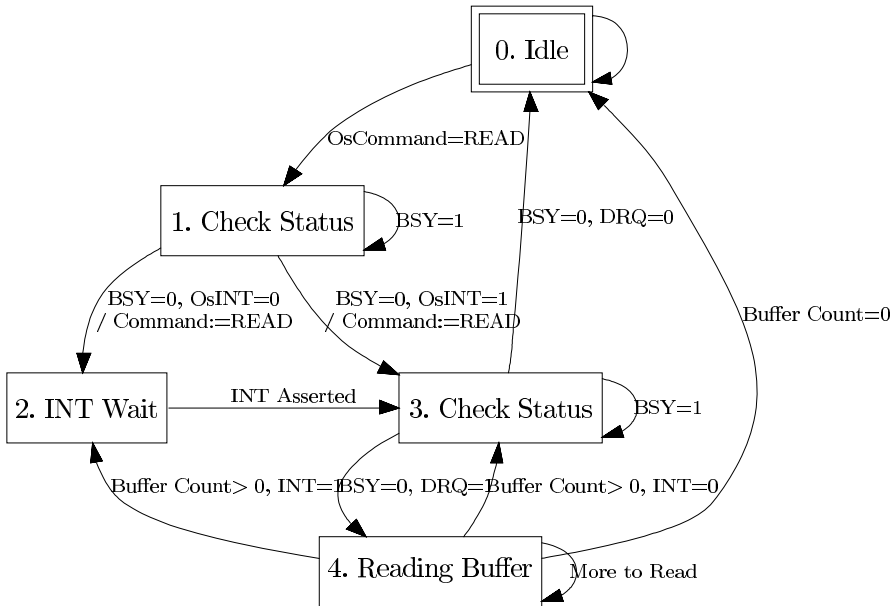 0. Idle
OsCommand=READ
1. Check Status
BSY=1
BSY=0, DRQ=0
BSY=0, OsINT=0
/ Command:=READ
BSY=0, OsINT=1
/ Command:=READ
Buffer Count=0
2. INT Wait
INT Asserted
3. Check Status
BSY=1
Buffer Count> 0, INT=1
BSY=0, DRQ=1
Buffer Count> 0, INT=0
4. Reading Buffer
More to Read